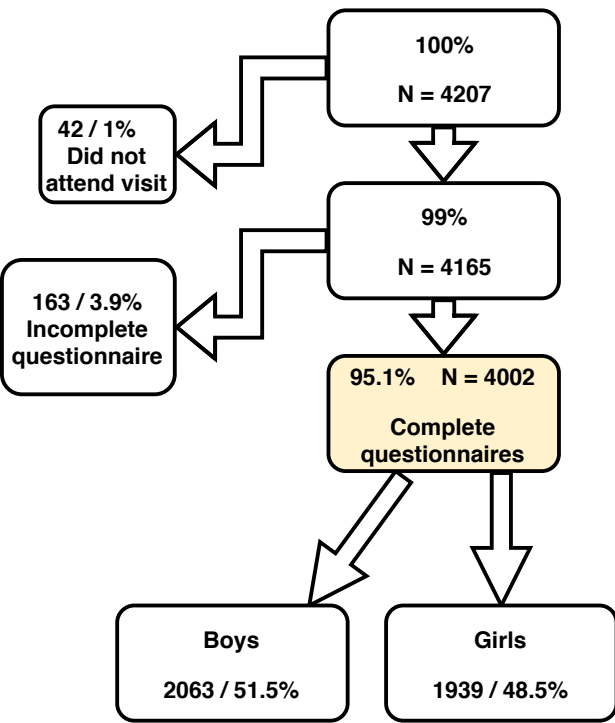 100%
N = 4207
42 / 1%
Did not
attend visit
99%
N = 4165
163 / 3.9%
Incomplete
questionnaire
95.1% N = 4002
Complete
questionnaires
Boys
2063 / 51.5%
Girls
1939 / 48.5%